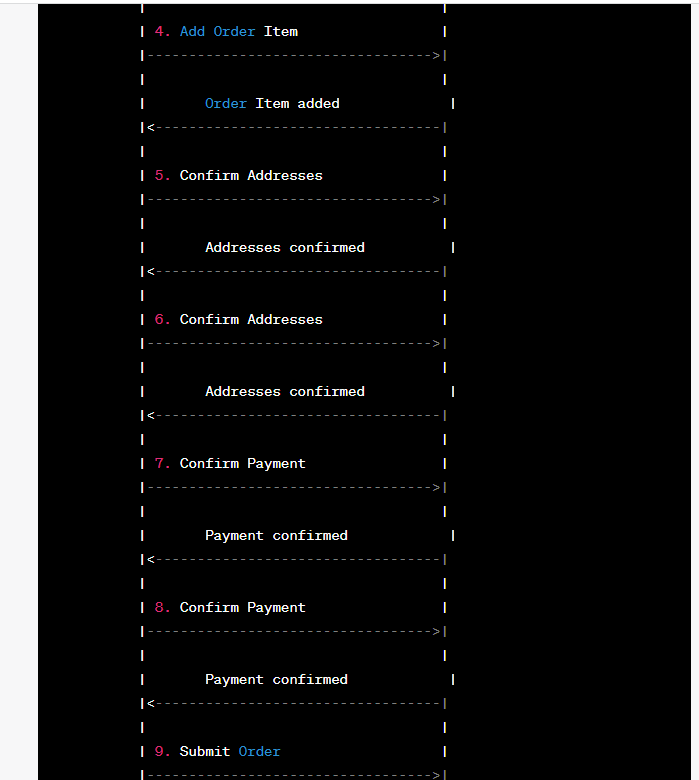 |                                   |
| 4. Add Order Item                 |
|---------------------------------->|
|                                   |
|       Order Item added             |
|<----------------------------------|
|                                   |
| 5. Confirm Addresses              |
|---------------------------------->|
|                                   |
|       Addresses confirmed          |
|<----------------------------------|
|                                   |
| 6. Confirm Addresses              |
|---------------------------------->|
|                                   |
|       Addresses confirmed          |
|<----------------------------------|
|                                   |
| 7. Confirm Payment                |
|---------------------------------->|
|                                   |
|       Payment confirmed            |
|<----------------------------------|
|                                   |
| 8. Confirm Payment                |
|---------------------------------->|
|                                   |
|       Payment confirmed            |
|<----------------------------------|
|                                   |
| 9. Submit Order                   |
|---------------------------------->|